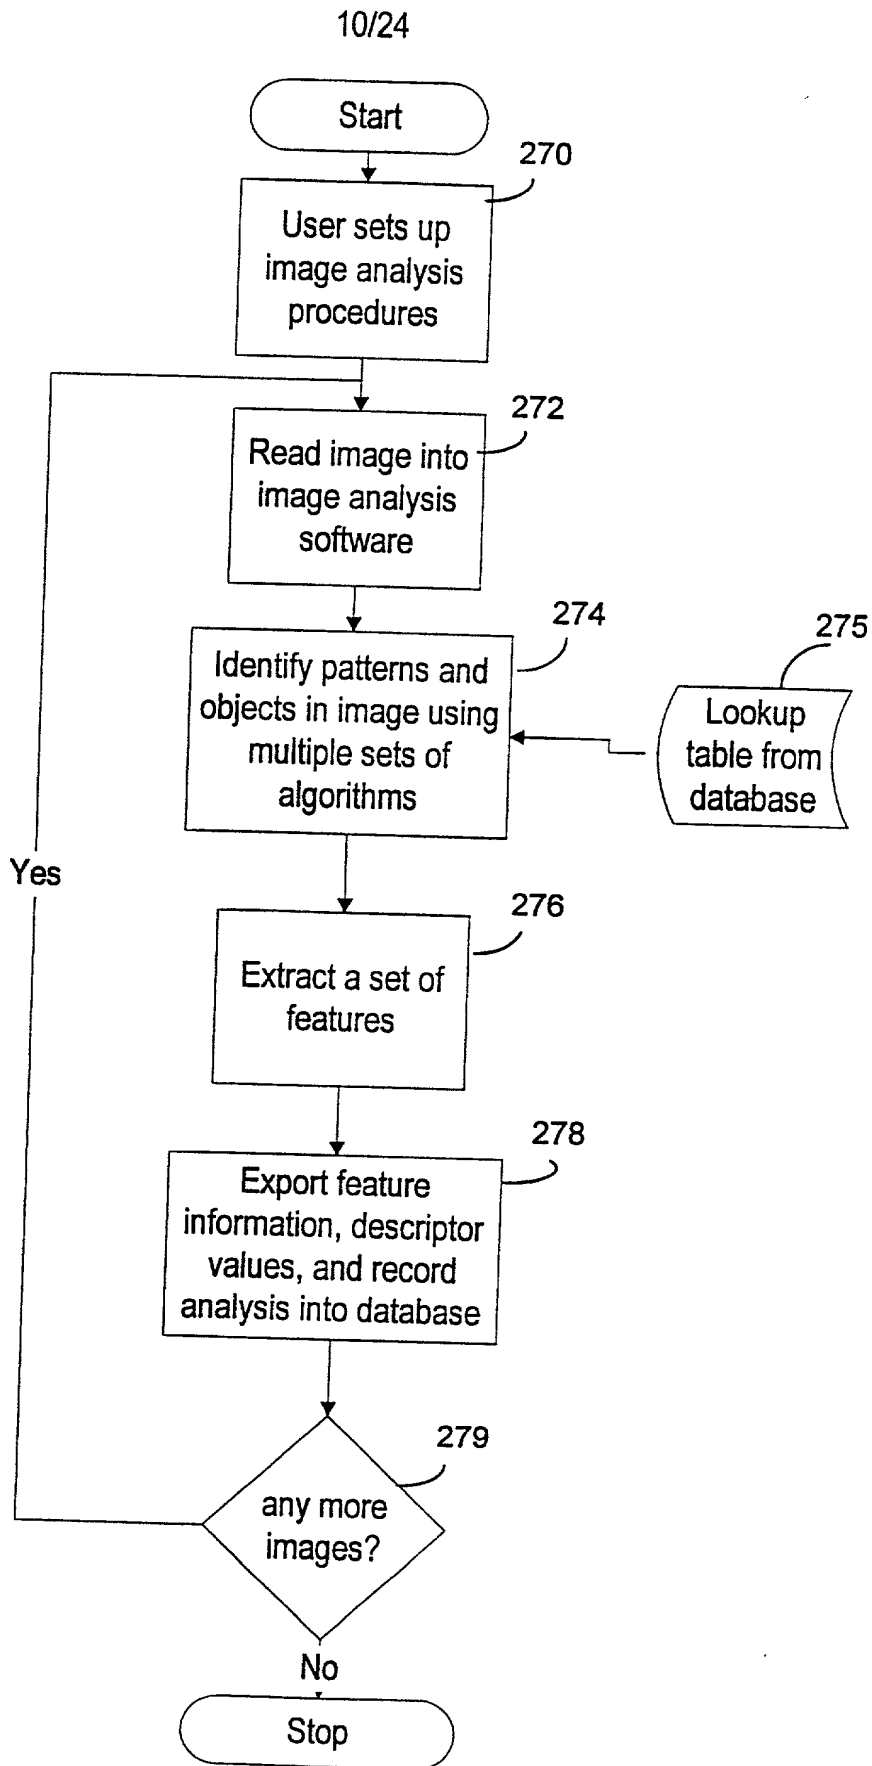 10/24
Start
270
User sets up
image analysis
procedures
272
Read image into
image analysis
software
274
Identify patterns and
objects in image using
multiple sets of
algorithms
275
Lookup
table from
database
Yes
276
Extract a set of
features
278
Export feature
information, descriptor
values, and record
analysis into database
279
any more
images?
No
Stop